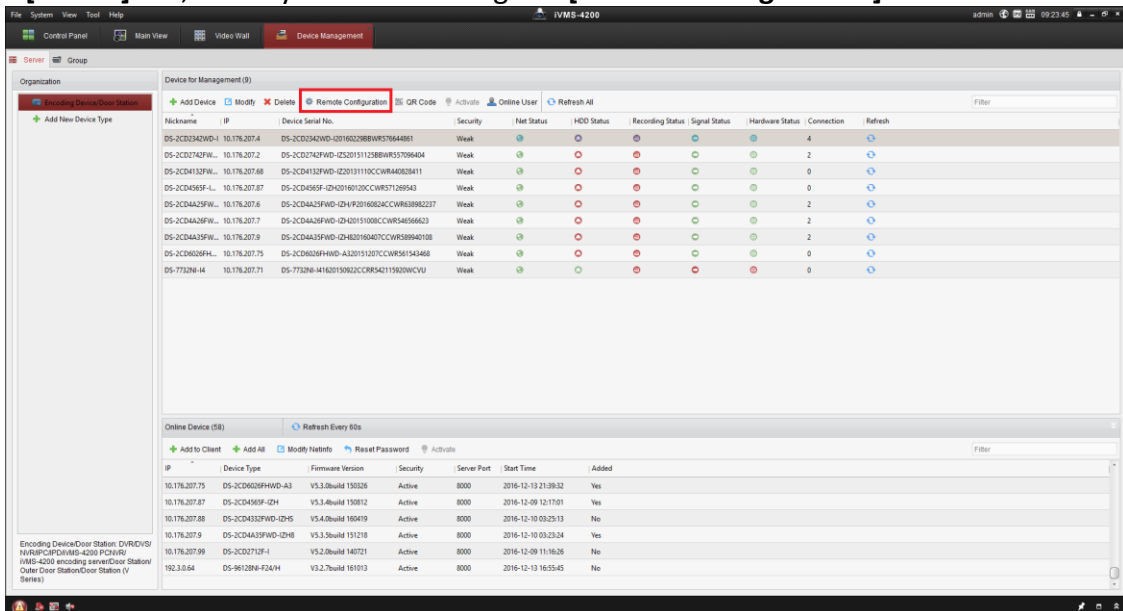 File System View Tool Help iVMS-4200 admin 09:23:45
Control Panel Main View Video Wall Device Management
Server Group
Organization
Encoding Device/Door Station
Add New Device Type
Device for Management (9)
Add Device Modify Delete Remote Configuration QR Code Activate Online User Refresh All Filter
Nickname IP Device Serial No. Security Net Status HDD Status Recording Status Signal Status Hardware Status Connection Refresh
DS-2CD2342WD-I 10.176.207.4 DS-2CD2342WD-I20160229BBWR576644861 Weak 4
DS-2CD2742FW... 10.176.207.2 DS-2CD2742FWD-IZS20151125BBWR557096404 Weak 2
DS-2CD4132FW... 10.176.207.68 DS-2CD4132FWD-IZ20131110CCWR440828411 Weak 0
DS-2CD4565F-I... 10.176.207.87 DS-2CD4565F-IZH20160120CCWR571269543 Weak 0
DS-2CD4A25FW... 10.176.207.6 DS-2CD4A25FWD-IZH/P20160824CCWR638982237 Weak 2
DS-2CD4A26FW... 10.176.207.7 DS-2CD4A26FWD-IZH20151008CCWR546566623 Weak 2
DS-2CD4A35FW... 10.176.207.9 DS-2CD4A35FWD-IZH820160407CCWR589940108 Weak 2
DS-2CD6026FH... 10.176.207.75 DS-2CD6026FHWD-A320151207CCWR561543468 Weak 0
DS-7732NI-I4 10.176.207.71 DS-7732NI-I41620150922CCRR542115920WCVU Weak 0
Online Device (58) Refresh Every 60s
Add to Client Add All Modify Netinfo Reset Password Activate Filter
IP Device Type Firmware Version Security Server Port Start Time Added
10.176.207.75 DS-2CD6026FHWD-A3 V5.3.0build 150326 Active 8000 2016-12-13 21:39:32 Yes
10.176.207.87 DS-2CD4565F-IZH V5.3.4build 150812 Active 8000 2016-12-09 12:17:01 Yes
10.176.207.88 DS-2CD4332FWD-IZHS V5.4.0build 160419 Active 8000 2016-12-10 03:25:13 No
10.176.207.9 DS-2CD4A35FWD-IZH8 V5.3.5build 151218 Active 8000 2016-12-10 03:23:24 Yes
10.176.207.99 DS-2CD2712F-I V5.2.0build 140721 Active 8000 2016-12-09 11:16:26 No
192.3.0.64 DS-96128NI-F24/H V3.2.7build 161013 Active 8000 2016-12-13 16:55:45 No
Encoding Device/Door Station: DVR/DVS/
NVR/IPC/IPD/iVMS-4200 PCNVR/
iVMS-4200 encoding server/Door Station/
Outer Door Station/Door Station (V
Series)